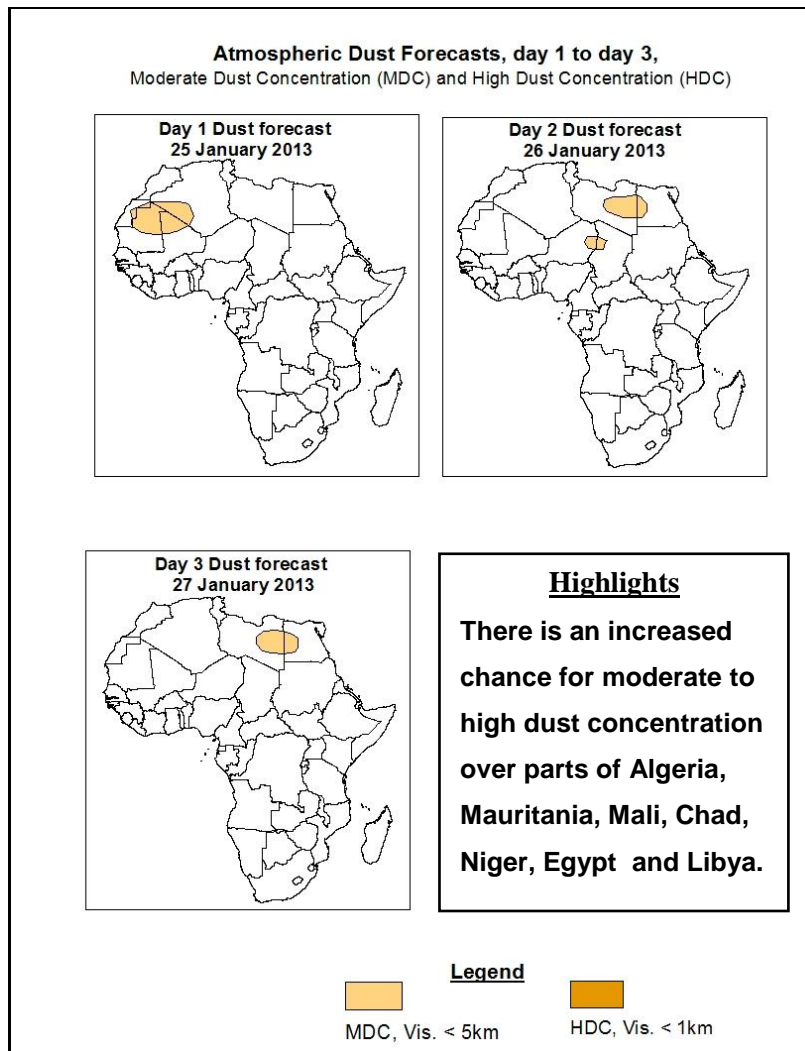 Atmospheric Dust Forecasts, day 1 to day 3,
Moderate Dust Concentration (MDC) and High Dust Concentration (HDC)
Day 1 Dust forecast
25 January 2013
Day 2 Dust forecast
26 January 2013
Day 3 Dust forecast
27 January 2013
Highlights
There is an increased
chance for moderate to
high dust concentration
over parts of Algeria,
Mauritania, Mali, Chad,
Niger, Egypt and Libya.
Legend
MDC, Vis. < 5km
HDC, Vis. < 1km